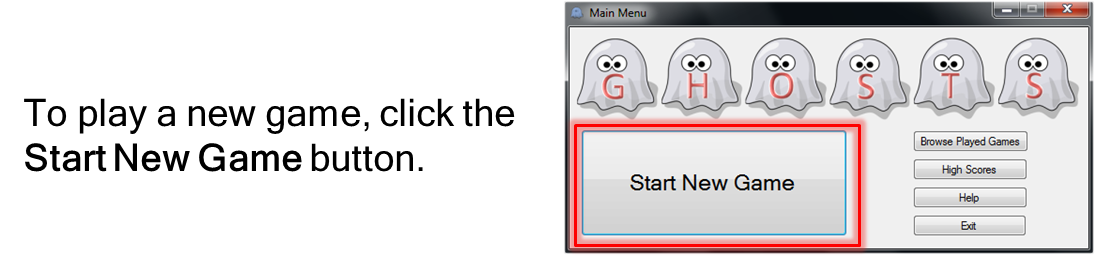 To play a new game, click the
Start New Game button.
Main Menu
G H O S T S
Start New Game
Browse Played Games
High Scores
Help
Exit